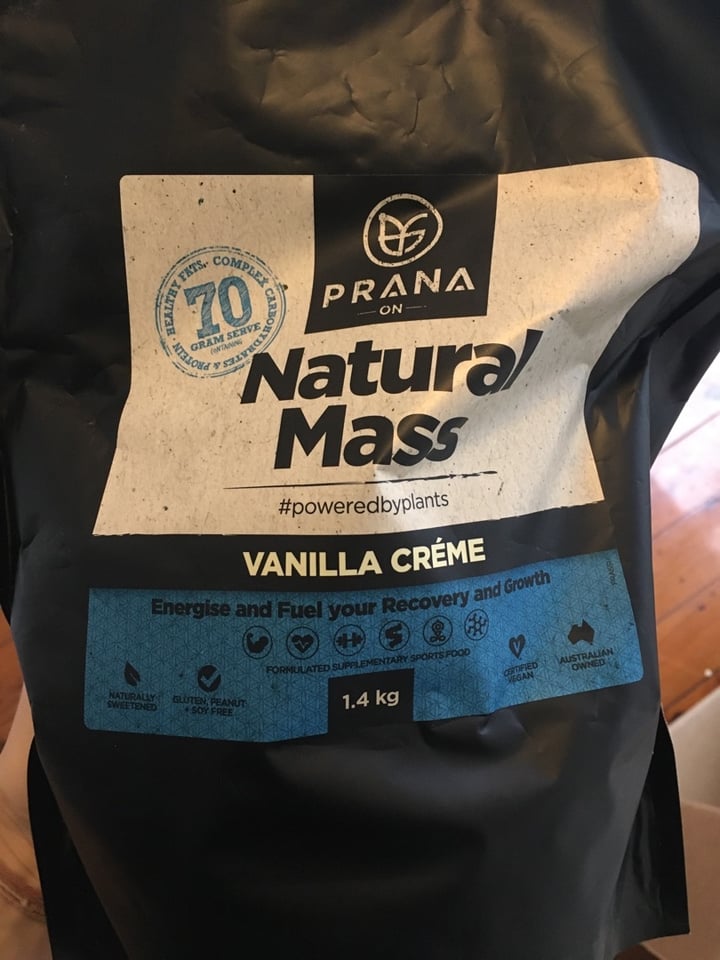 PRANA
ON
HEALTHY FATS, COMPLEX CARBOHYDRATES & PROTEIN
70
GRAM SERVE
CONTAINING
Natural
Mass
#poweredbyplants
VANILLA CRÉME
Energise and Fuel your Recovery and Growth
FORMULATED SUPPLEMENTARY SPORTS FOOD
NATURALLY
SWEETENED
GLUTEN, PEANUT
+ SOY FREE
1.4 kg
CERTIFIED
VEGAN
AUSTRALIAN
OWNED